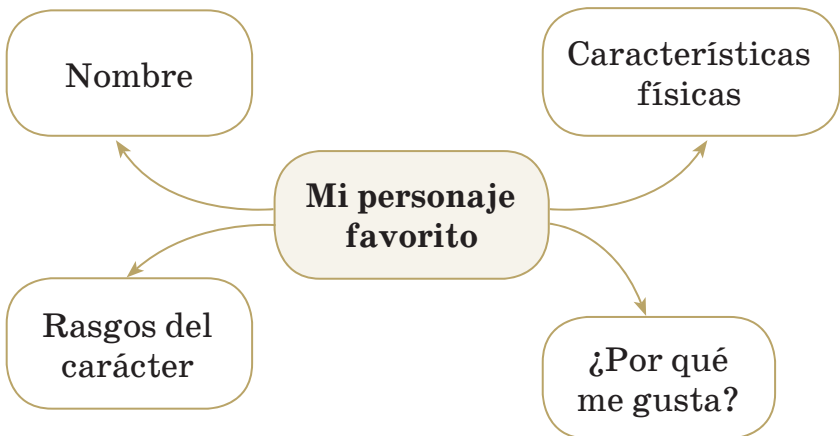 Nombre
Características
físicas
Mi personaje
favorito
Rasgos del
carácter
¿Por qué
me gusta?